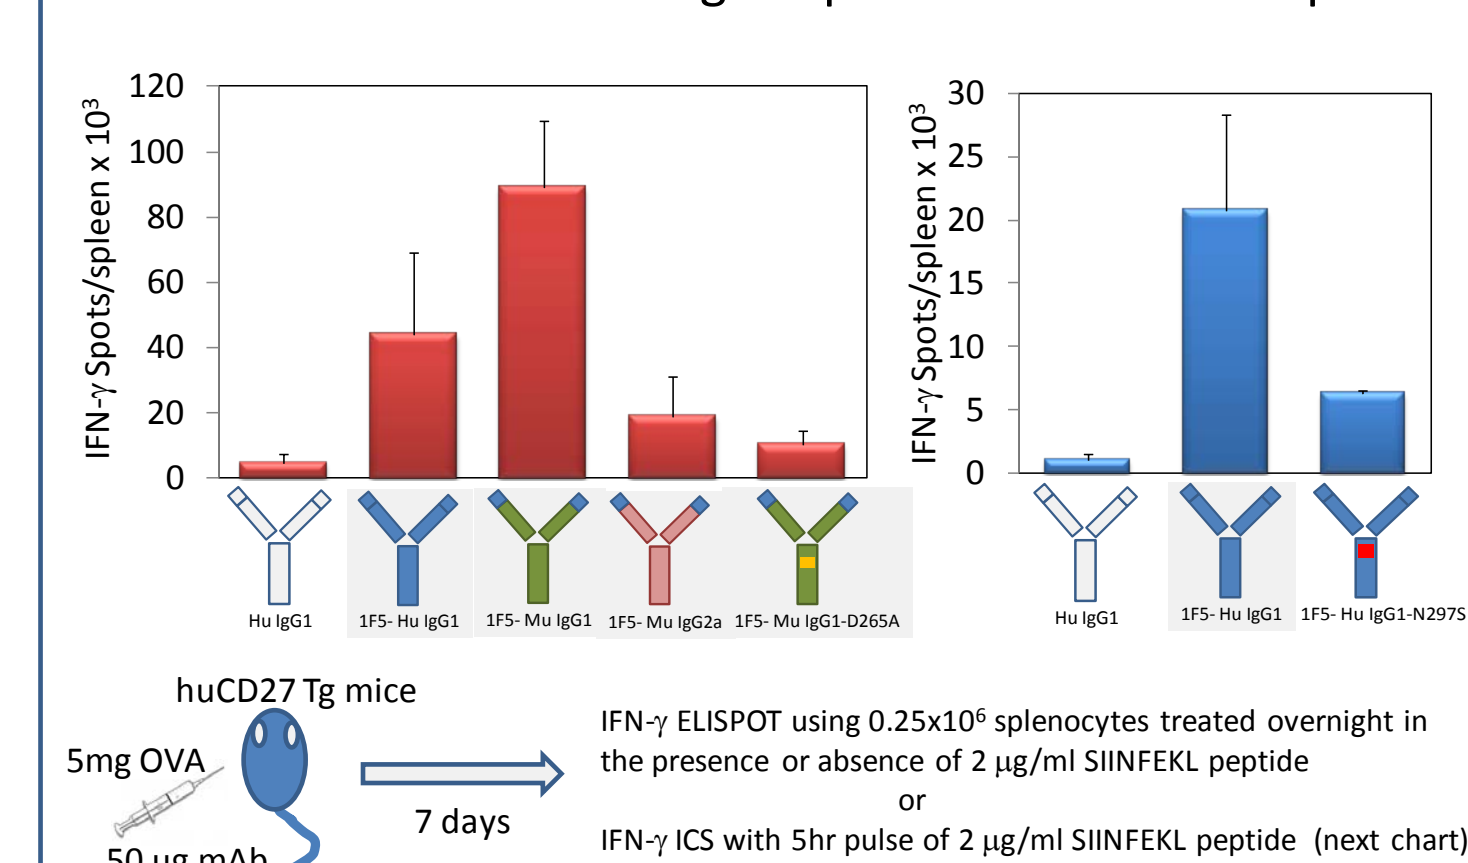 IFN-γ Spots/spleen x 10³
120
100
80
60
40
20
0
Hu IgG1
1F5- Hu IgG1
1F5- Mu IgG1
1F5- Mu IgG2a
1F5- Mu IgG1-D265A
IFN-γ Spots/spleen x 10³
30
25
20
15
10
5
0
Hu IgG1
1F5- Hu IgG1
1F5- Hu IgG1-N297S
huCD27 Tg mice
5mg OVA
50 µg mAb
7 days
IFN-γ ELISPOT using 0.25x10⁶ splenocytes treated overnight in
the presence or absence of 2 µg/ml SIINFEKL peptide
or
IFN-γ ICS with 5hr pulse of 2 µg/ml SIINFEKL peptide (next chart)